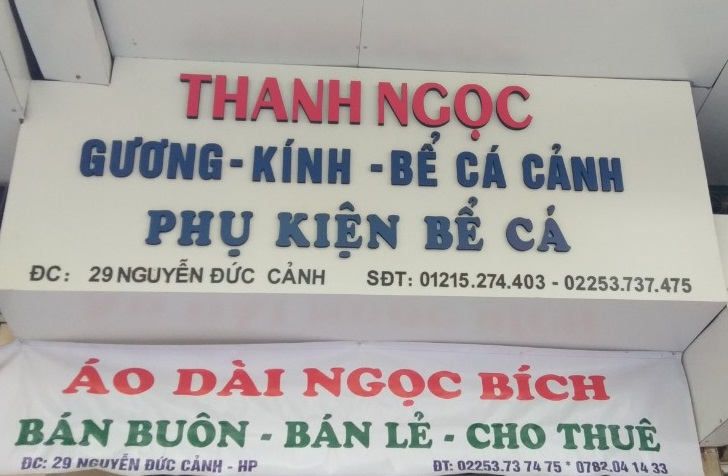 THANH NGỌC
GƯƠNG - KÍNH - BỂ CÁ CẢNH
PHỤ KIỆN BỂ CÁ
ĐC: 29 NGUYỄN ĐỨC CẢNH SĐT: 01215.274.403 - 02253.737.475
ÁO DÀI NGỌC BÍCH
BÁN BUÔN - BÁN LẺ - CHO THUÊ
ĐC: 29 NGUYỄN ĐỨC CẢNH - HP ĐT: 02253.73 74 75 * 0782.04 14 33